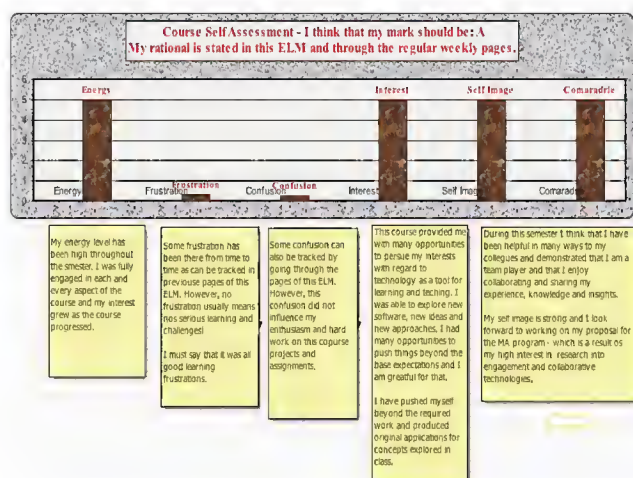 Course Self Assessment - I think that my mark should be: A
My rational is stated in this ELM and through the regular weekly pages.
6
5
4
3
2
1
0
Energy
Interest
Self Image
Comaradrie
Frustration
Confusion
Energy
Frustration
Confusion
Interest
Self Image
Comaradrie
My energy level has
been high throughout
the smester. I was fully
engaged in each and
every aspect of the
course and my interest
grew as the course
progressed.
Some frustration has
been there from time to
time as can be tracked in
previouse pages of this
ELM. However, no
frustration usually means
nos serious learning and
challenges!
I must say that it was all
good learning
frustrations.
Some confusion can
also be tracked by
going through the
pages of this ELM.
However, this
confusion did not
influence my
enthusiasm and hard
work on this copurse
projects and
assignments.
This course provided me
with many opportunities
to persue my interests
with regard to
technology as a tool for
learning and teching. I
was able to explore new
software, new ideas and
new approaches. I had
many opportunities to
push things beyond the
base expectations and I
am greatful for that.
I have pushed myself
beyond the required
work and produced
original applications for
concepts explored in
class.
During this semester I think that I have
been helpful in many ways to my
collegues and demonstrated that I am a
team player and that I enjoy
collaborating and sharing my
experience, knowledge and insights.
My self image is strong and I look
forward to working on my proposal for
the MA program - which is a result os
my high interest in research into
engagement and collaborative
technologies.